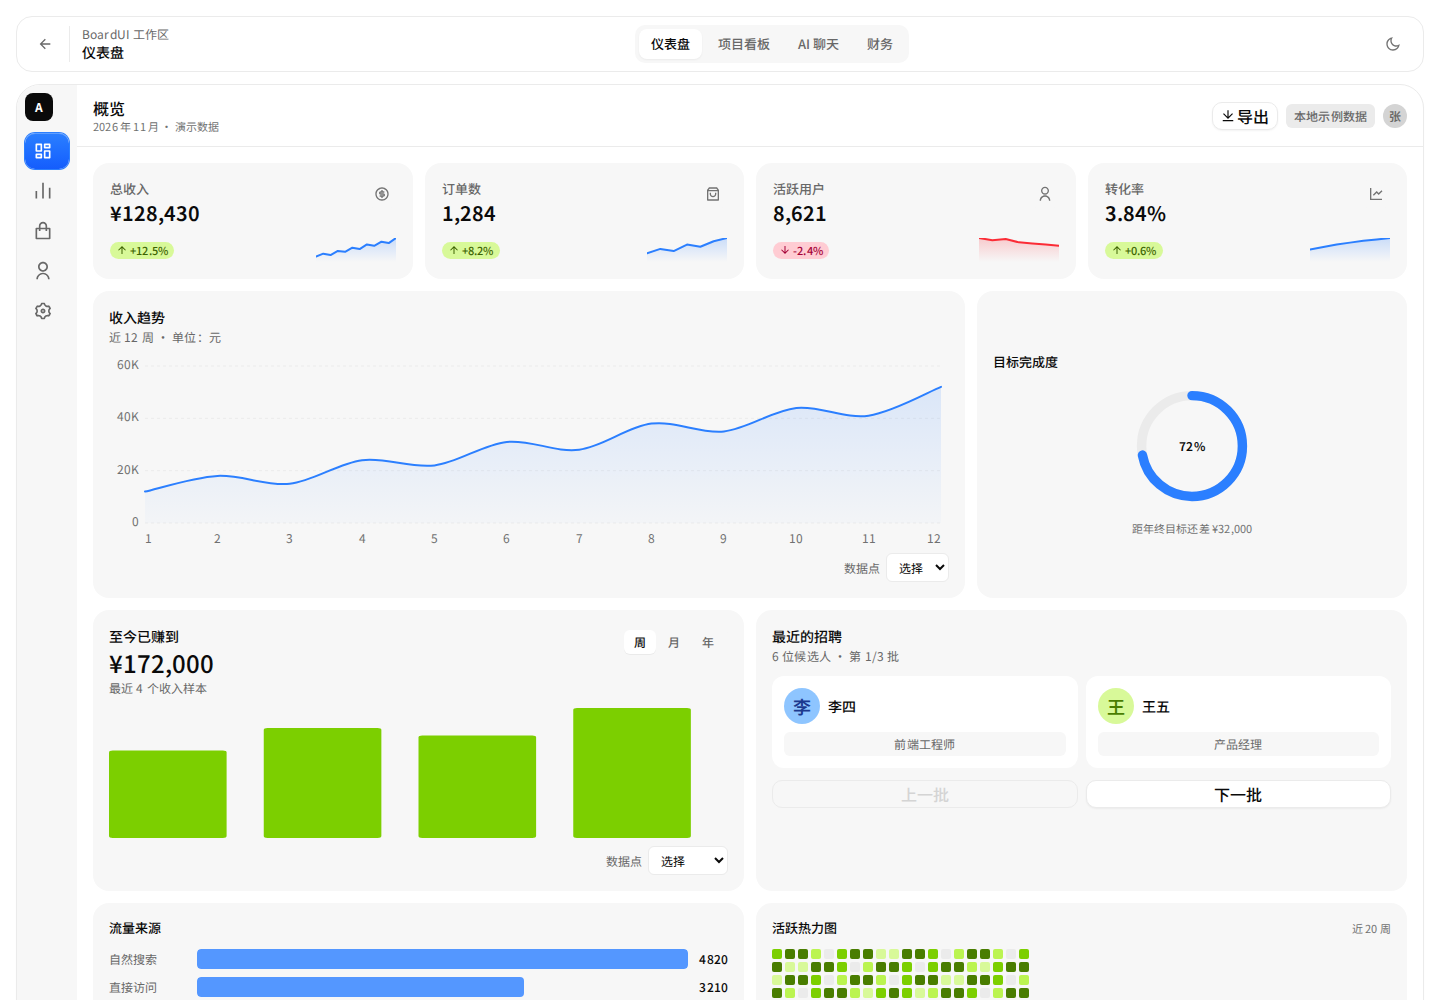 BoardUI 工作区
仪表盘
仪表盘 项目看板 AI 聊天 财务
A
概览
2026 年 11 月 · 演示数据
导出 本地示例数据 张
总收入
¥128,430
+12.5%
订单数
1,284
+8.2%
活跃用户
8,621
-2.4%
转化率
3.84%
+0.6%
收入趋势
近 12 周 · 单位：元
60K
40K
20K
0
1 2 3 4 5 6 7 8 9 10 11 12
数据点 选择
目标完成度
72%
距年终目标还差 ¥32,000
至今已赚到
¥172,000
最近 4 个收入样本
周 月 年
数据点 选择
最近的招聘
6 位候选人 · 第 1/3 批
李 李四
前端工程师
王 王五
产品经理
上一批 下一批
流量来源
自然搜索 4820
直接访问 3210
活跃热力图 近 20 周